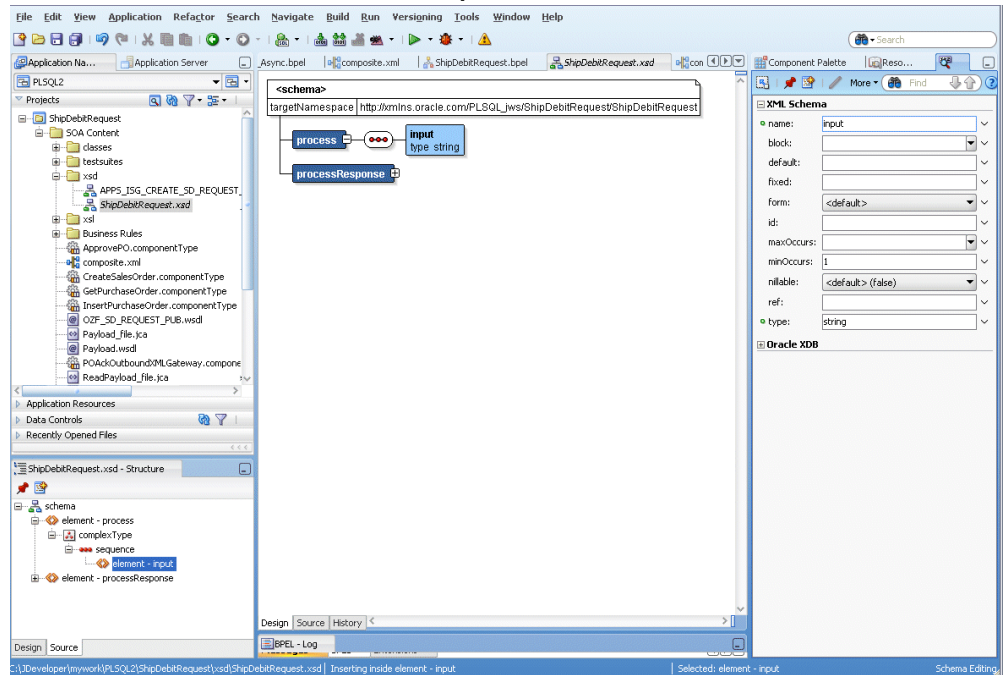 File Edit View Application Refactor Search Navigate Build Run Versioning Tools Window Help
Search
Application Na... Application Server
_Async.bpel composite.xml ShipDebitRequest.bpel ShipDebitRequest.xsd con
Component Palette Reso...
PLSQL2
Projects
ShipDebitRequest
SOA Content
classes
testsuites
xsd
APPS_ISG_CREATE_SD_REQUEST_
ShipDebitRequest.xsd
xsl
Business Rules
ApprovePO.componentType
composite.xml
CreateSalesOrder.componentType
GetPurchaseOrder.componentType
InsertPurchaseOrder.componentType
OZF_SD_REQUEST_PUB.wsdl
Payload_file.jca
Payload.wsdl
POAckOutboundXMLGateway.compone
ReadPayload_file.jca
Application Resources
Data Controls
Recently Opened Files
ShipDebitRequest.xsd - Structure
schema
element - process
complexType
sequence
element - input
element - processResponse
Design Source
<schema>
targetNamespace http://xmlns.oracle.com/PLSQL_jws/ShipDebitRequest/ShipDebitRequest
process
input
type string
processResponse
Design Source History
BPEL - Log
More Find
XML Schema
name: input
block:
default:
fixed:
form: <default>
id:
maxOccurs:
minOccurs: 1
nillable: <default> (false)
ref:
type: string
Oracle XDB
C:\JDeveloper\mywork\PLSQL2\ShipDebitRequest\xsd\ShipDebitRequest.xsd Inserting inside element - input Selected: element - input Schema Editing